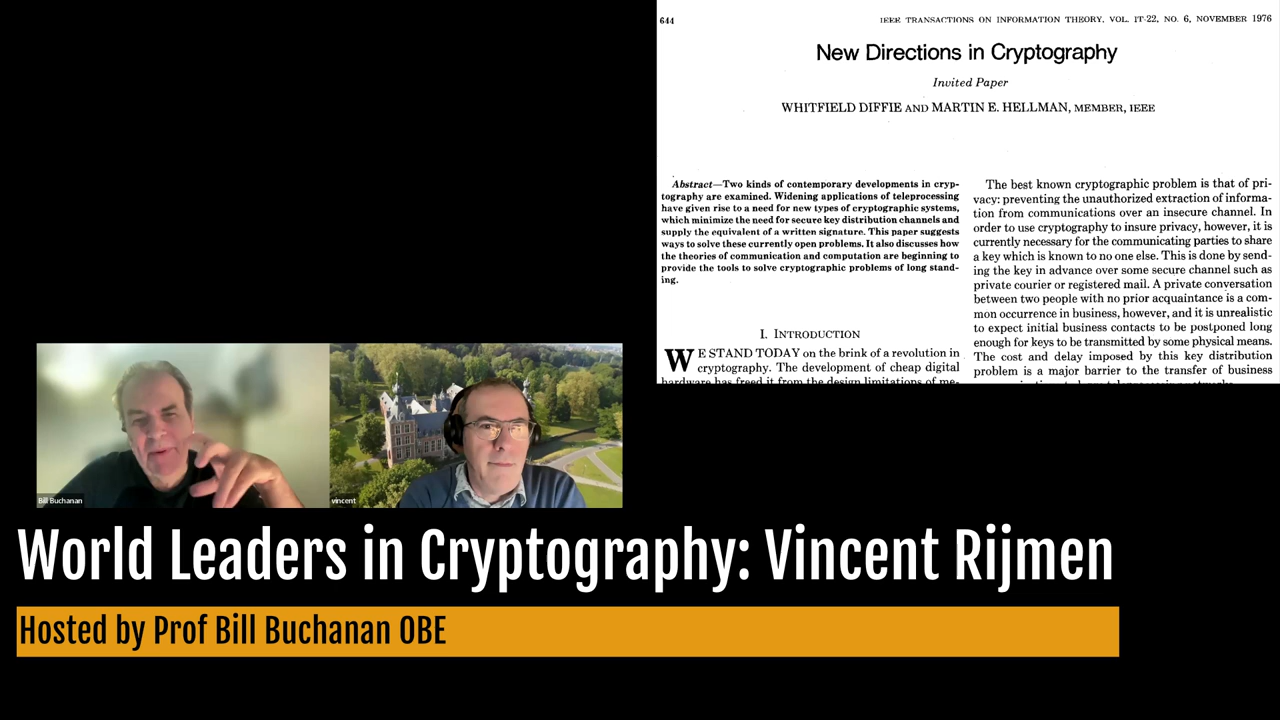 644
IEEE TRANSACTIONS ON INFORMATION THEORY, VOL. IT-22, NO. 6, NOVEMBER 1976
New Directions in Cryptography
Invited Paper
WHITFIELD DIFFIE AND MARTIN E. HELLMAN, MEMBER, IEEE
Abstract—Two kinds of contemporary developments in cryp-
tography are examined. Widening applications of teleprocessing
have given rise to a need for new types of cryptographic systems,
which minimize the need for secure key distribution channels and
supply the equivalent of a written signature. This paper suggests
ways to solve these currently open problems. It also discusses how
the theories of communication and computation are beginning to
provide the tools to solve cryptographic problems of long stand-
ing.
I. INTRODUCTION
WE STAND TODAY on the brink of a revolution in
cryptography. The development of cheap digital
hardware has freed it from the design limitations of me-
The best known cryptographic problem is that of pri-
vacy: preventing the unauthorized extraction of informa-
tion from communications over an insecure channel. In
order to use cryptography to insure privacy, however, it is
currently necessary for the communicating parties to share
a key which is known to no one else. This is done by send-
ing the key in advance over some secure channel such as
private courier or registered mail. A private conversation
between two people with no prior acquaintance is a com-
mon occurrence in business, however, and it is unrealistic
to expect initial business contacts to be postponed long
enough for keys to be transmitted by some physical means.
The cost and delay imposed by this key distribution
problem is a major barrier to the transfer of business
Bill Buchanan
vincent
World Leaders in Cryptography: Vincent Rijmen
Hosted by Prof Bill Buchanan OBE